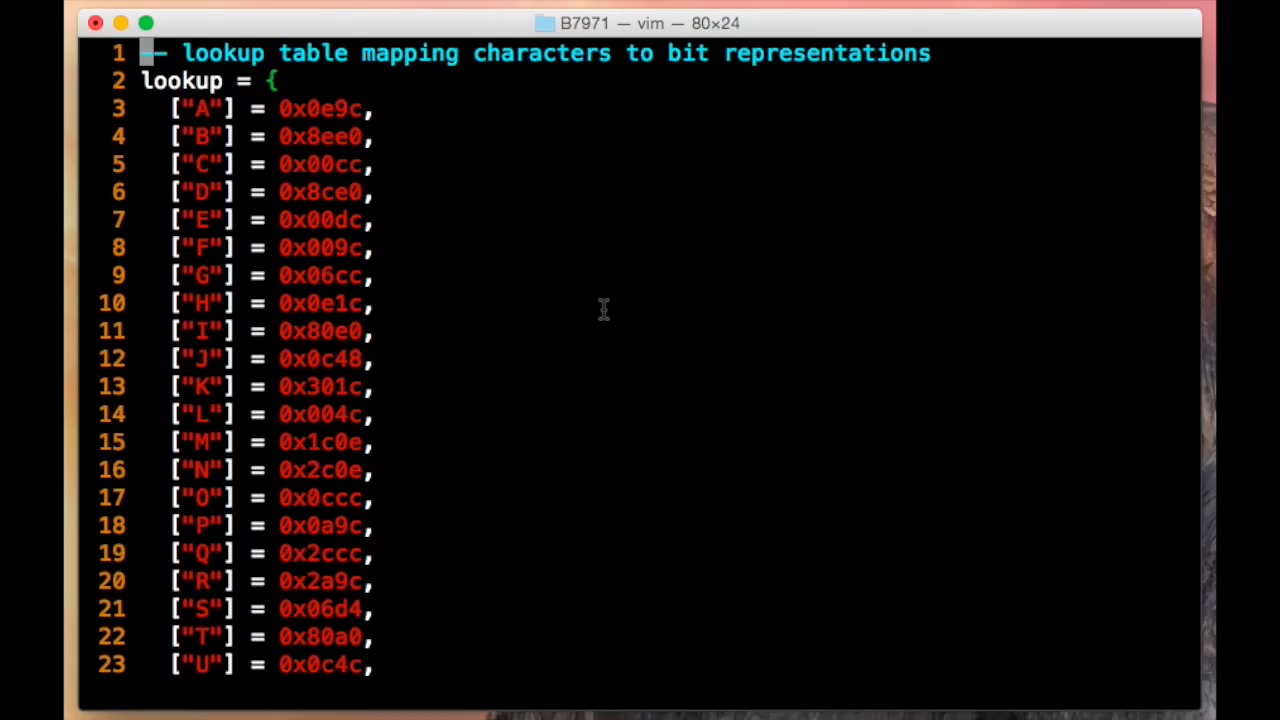 B7971 — vim — 80×24
1 -- lookup table mapping characters to bit representations
2 lookup = {
3 ["A"] = 0x0e9c,
4 ["B"] = 0x8ee0,
5 ["C"] = 0x00cc,
6 ["D"] = 0x8ce0,
7 ["E"] = 0x00dc,
8 ["F"] = 0x009c,
9 ["G"] = 0x06cc,
10 ["H"] = 0x0e1c,
11 ["I"] = 0x80e0,
12 ["J"] = 0x0c48,
13 ["K"] = 0x301c,
14 ["L"] = 0x004c,
15 ["M"] = 0x1c0e,
16 ["N"] = 0x2c0e,
17 ["O"] = 0x0ccc,
18 ["P"] = 0x0a9c,
19 ["Q"] = 0x2ccc,
20 ["R"] = 0x2a9c,
21 ["S"] = 0x06d4,
22 ["T"] = 0x80a0,
23 ["U"] = 0x0c4c,